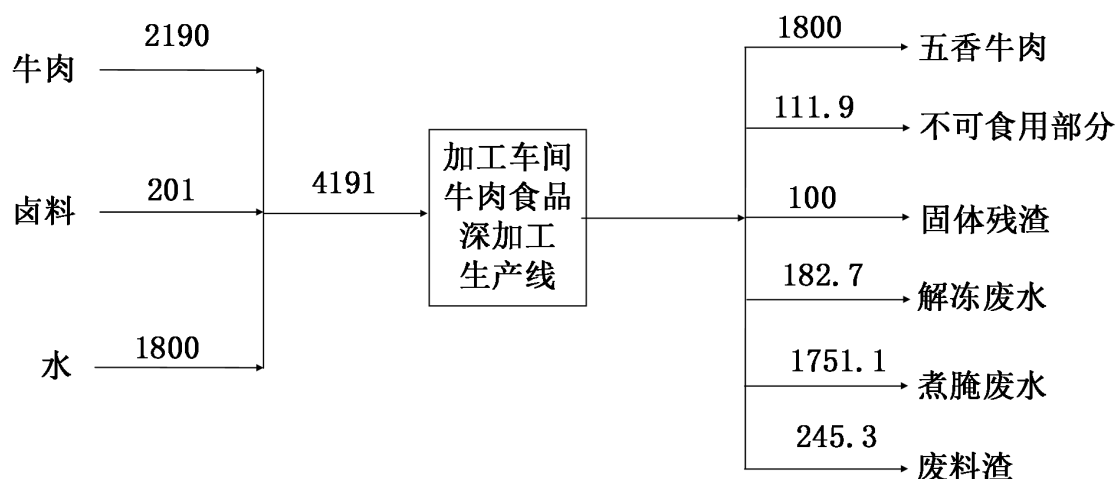 牛肉
2190
卤料
201
水
1800
4191
加工车间
牛肉食品
深加工
生产线
1800
五香牛肉
111.9
不可食用部分
100
固体残渣
182.7
解冻废水
1751.1
煮腌废水
245.3
废料渣